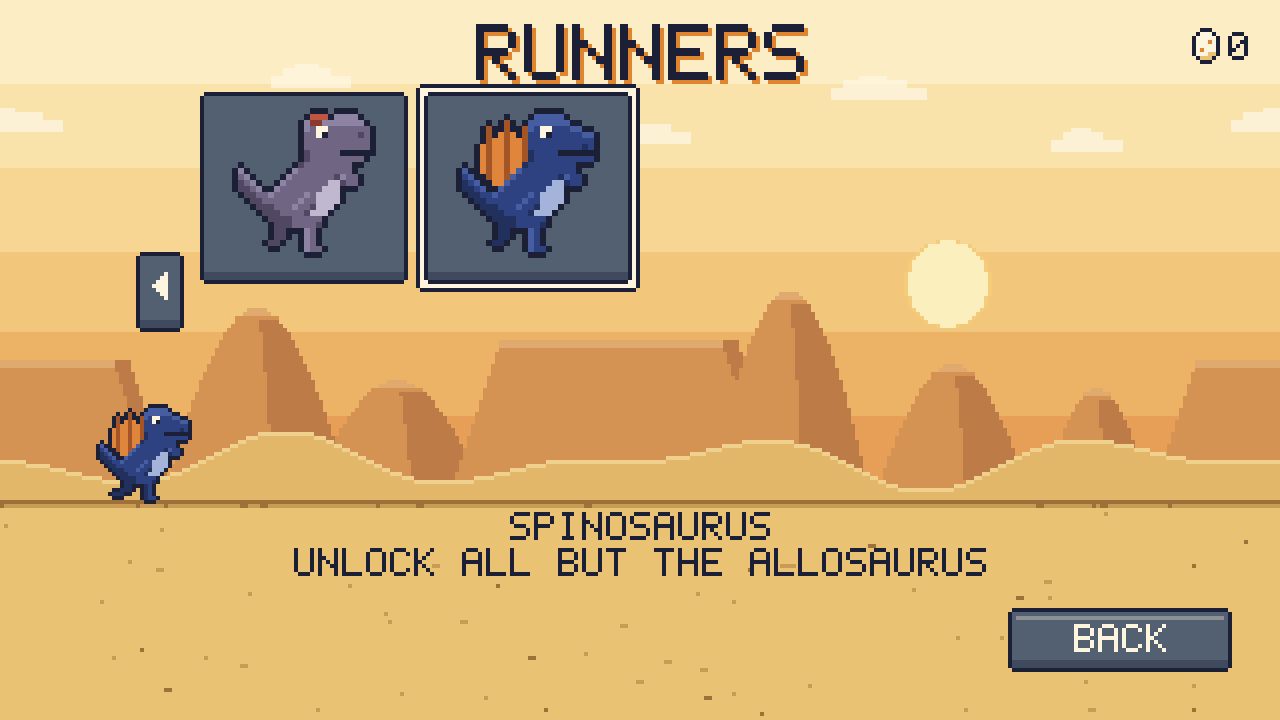 RUNNERS
0
SPINOSAURUS
UNLOCK ALL BUT THE ALLOSAURUS
BACK